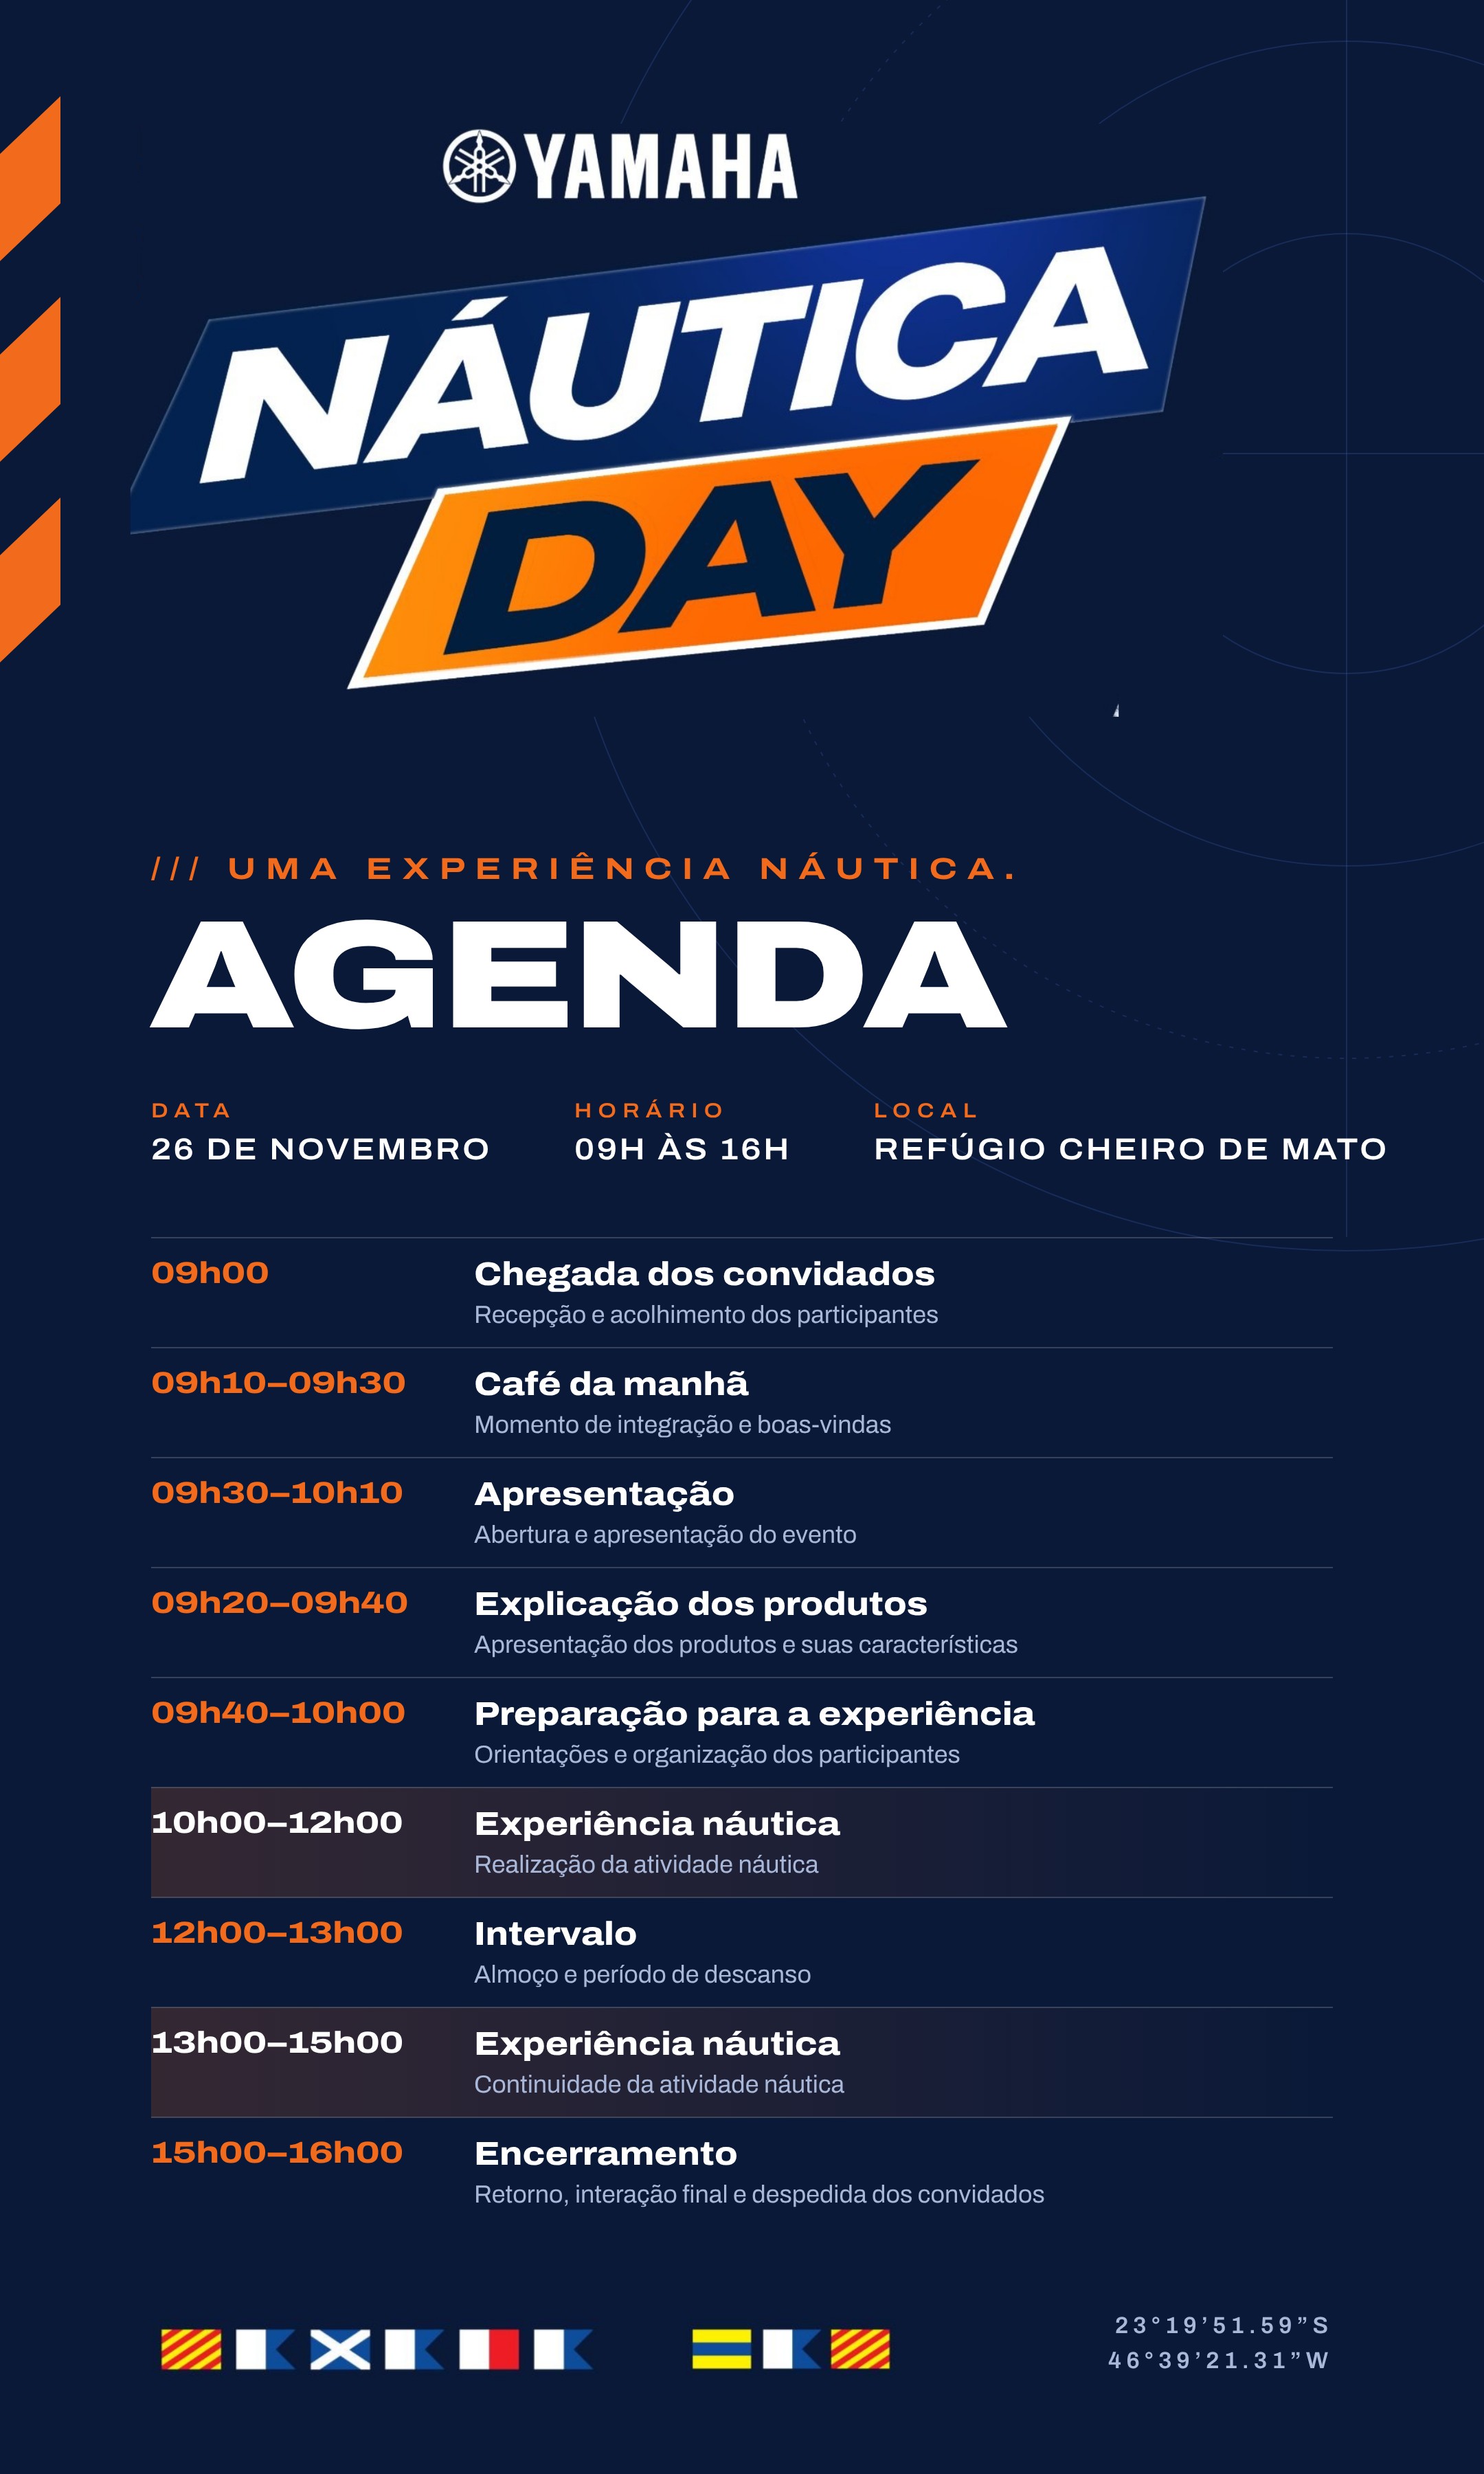 YAMAHA
NÁUTICA
DAY
/// UMA EXPERIÊNCIA NÁUTICA.
AGENDA
DATA
26 DE NOVEMBRO
HORÁRIO
09H ÀS 16H
LOCAL
REFÚGIO CHEIRO DE MATO
09h00
Chegada dos convidados
Recepção e acolhimento dos participantes
09h10–09h30
Café da manhã
Momento de integração e boas-vindas
09h30–10h10
Apresentação
Abertura e apresentação do evento
09h20–09h40
Explicação dos produtos
Apresentação dos produtos e suas características
09h40–10h00
Preparação para a experiência
Orientações e organização dos participantes
10h00–12h00
Experiência náutica
Realização da atividade náutica
12h00–13h00
Intervalo
Almoço e período de descanso
13h00–15h00
Experiência náutica
Continuidade da atividade náutica
15h00–16h00
Encerramento
Retorno, interação final e despedida dos convidados
23°19’51.59”S
46°39’21.31”W